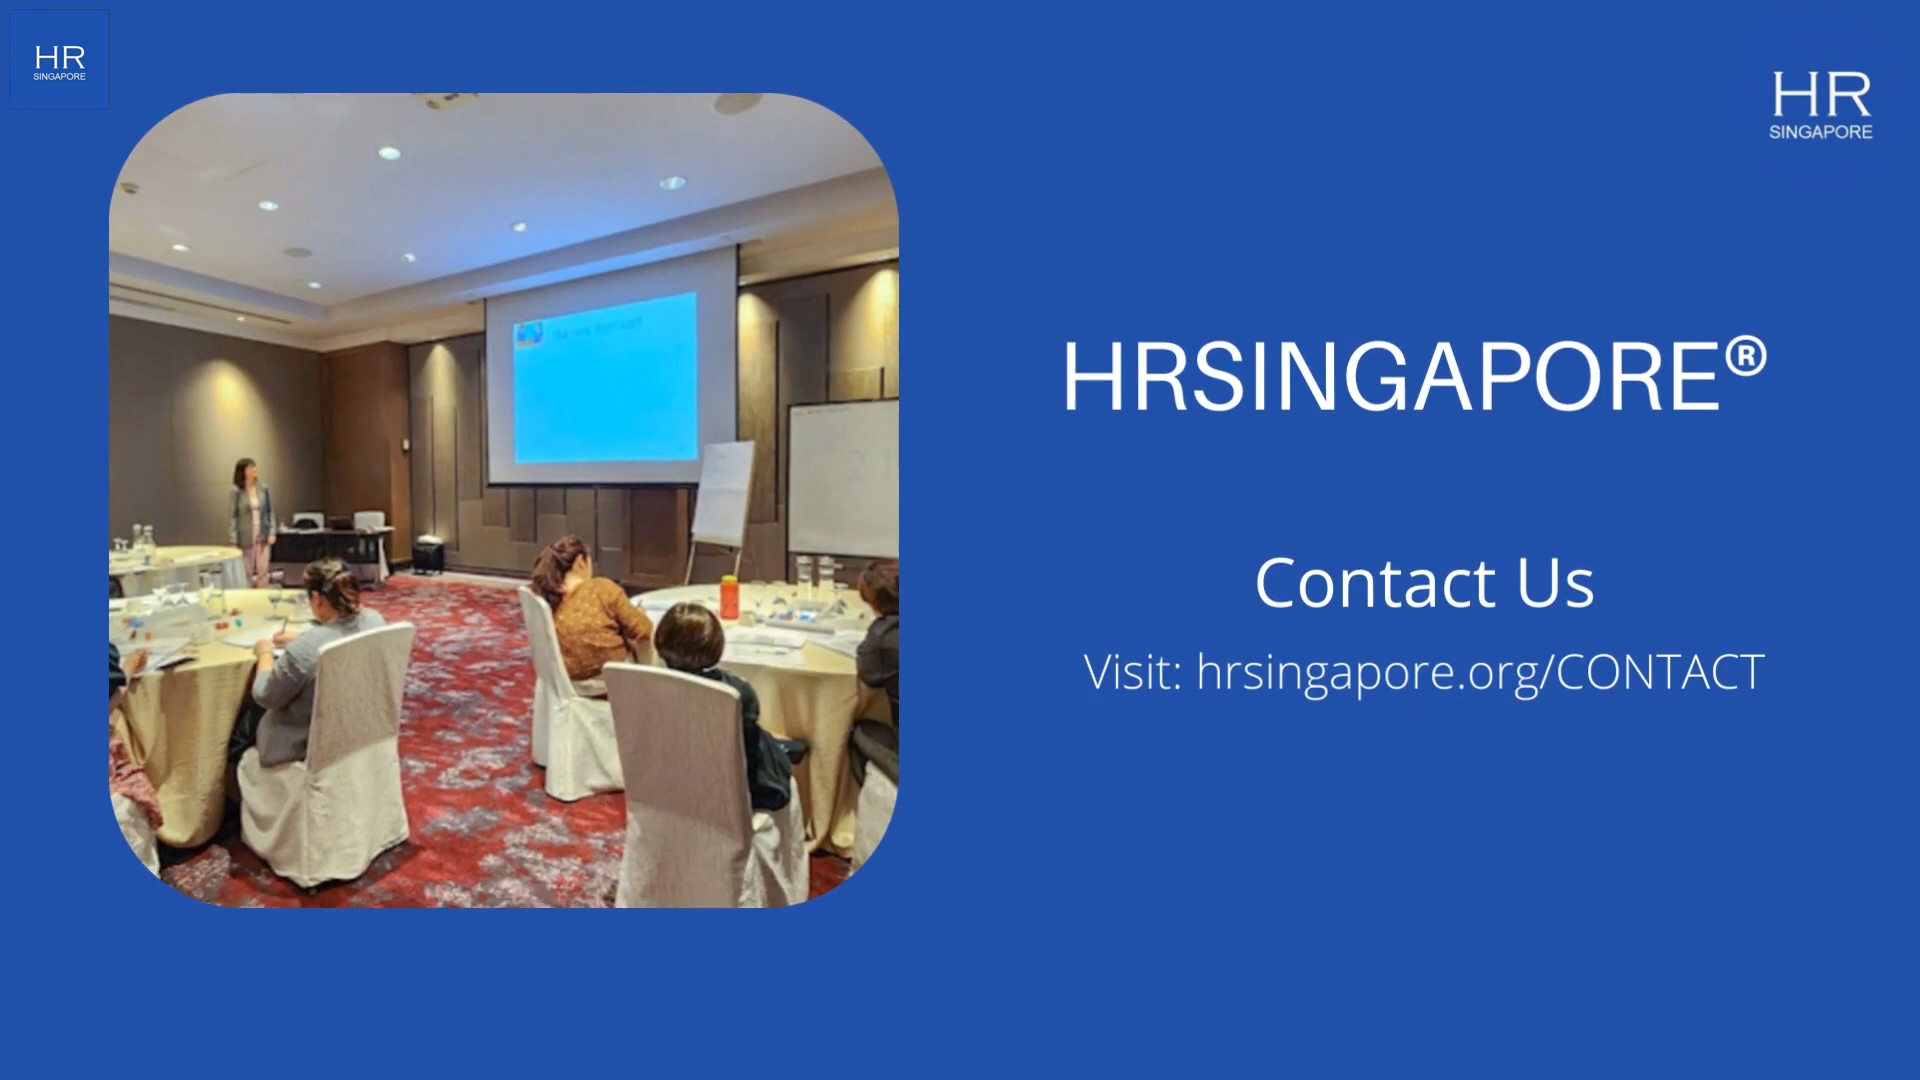 HR
SINGAPORE
HR
SINGAPORE
HRSINGAPORE®
Contact Us
Visit: hrsingapore.org/CONTACT